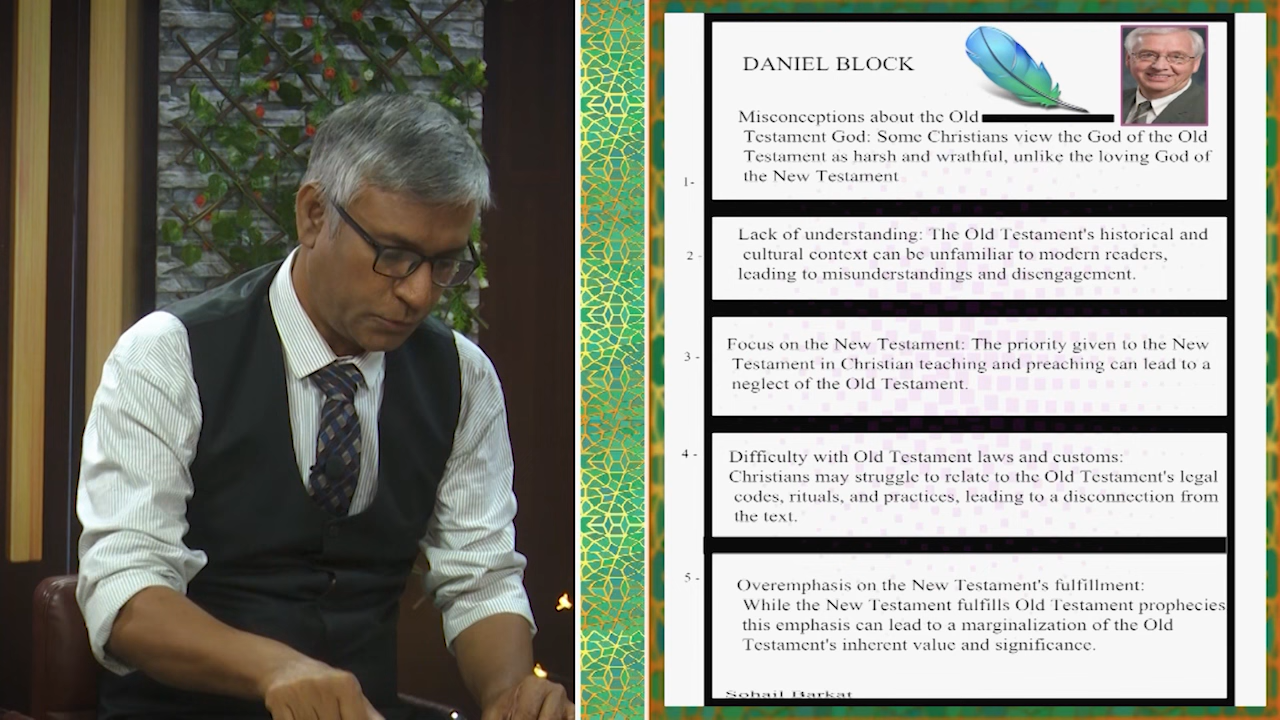 DANIEL BLOCK
Misconceptions about the Old
Testament God: Some Christians view the God of the Old
Testament as harsh and wrathful, unlike the loving God of
the New Testament
1-
Lack of understanding: The Old Testament's historical and
cultural context can be unfamiliar to modern readers,
leading to misunderstandings and disengagement.
2 -
Focus on the New Testament: The priority given to the New
Testament in Christian teaching and preaching can lead to a
neglect of the Old Testament.
3 -
Difficulty with Old Testament laws and customs:
Christians may struggle to relate to the Old Testament's legal
codes, rituals, and practices, leading to a disconnection from
the text.
4 -
Overemphasis on the New Testament's fulfillment:
While the New Testament fulfills Old Testament prophecies
this emphasis can lead to a marginalization of the Old
Testament's inherent value and significance.
5 -
Sohail Barkat